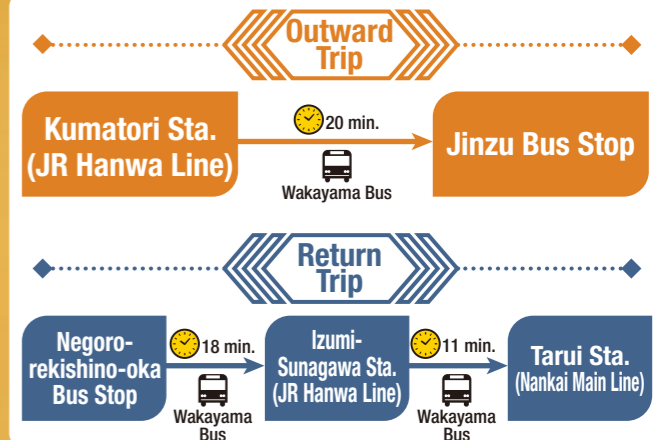 Outward
Trip
Kumatori Sta.
(JR Hanwa Line)
20 min.
Wakayama Bus
Jinzu Bus Stop
Return
Trip
Negoro-
rekishino-oka
Bus Stop
18 min.
Wakayama
Bus
Izumi-
Sunagawa Sta.
(JR Hanwa Line)
11 min.
Wakayama
Bus
Tarui Sta.
(Nankai Main Line)